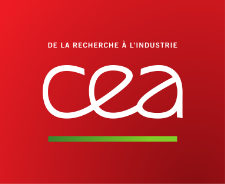 DE LA RECHERCHE À L'INDUSTRIE
cea